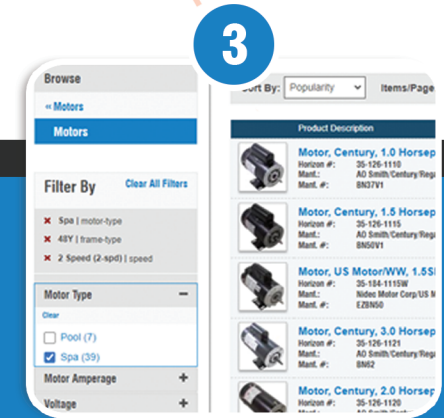 3
Browse
« Motors
Motors
Filter By Clear All Filters
✖ Spa | motor-type
✖ 48Y | frame-type
✖ 2 Speed (2-spd) | speed
Motor Type −
Clear
Pool (7)
Spa (39)
Motor Amperage +
Voltage +
Sort By: Popularity Items/Page
Product Description
Motor, Century, 1.0 Horsep
Horizon #: 35-126-1110
Manf.: AO Smith/Century/Rega
Manf. #: BN37V1
Motor, Century, 1.5 Horsep
Horizon #: 35-126-1115
Manf.: AO Smith/Century/Rega
Manf. #: BN50V1
Motor, US Motor/WW, 1.5
Horizon #: 35-184-1115W
Manf.: Nidec Motor Corp/US M
Manf. #: EZBN50
Motor, Century, 3.0 Horsep
Horizon #: 35-126-1121
Manf.: AO Smith/Century/Rega
Manf. #: BN62
Motor, Century, 2.0 Horsep
Horizon #: 35-126-1120
Manf.: AO Smith/Century/Rega